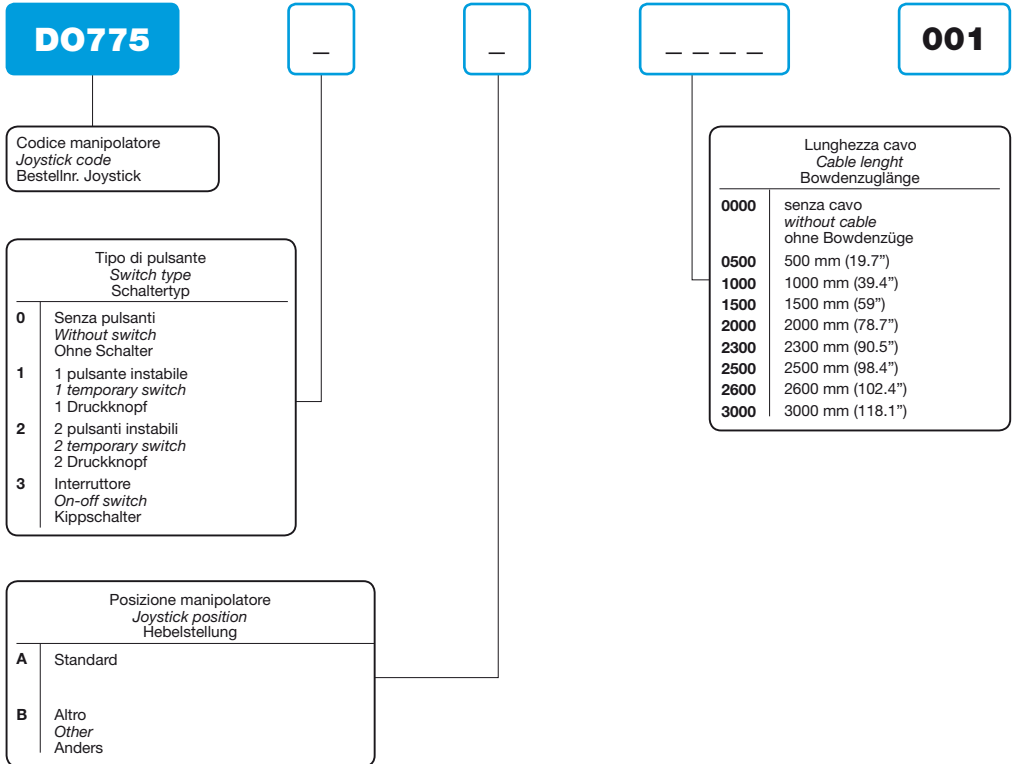 DO775 _ _ _ _ _ _ 001
Codice manipolatore
Joystick code
Bestellnr. Joystick
Tipo di pulsante
Switch type
Schaltertyp
0 Senza pulsanti
Without switch
Ohne Schalter
1 1 pulsante instabile
1 temporary switch
1 Druckknopf
2 2 pulsanti instabili
2 temporary switch
2 Druckknopf
3 Interruttore
On-off switch
Kippschalter
Posizione manipolatore
Joystick position
Hebelstellung
A Standard
B Altro
Other
Anders
Lunghezza cavo
Cable lenght
Bowdenzuglänge
0000 senza cavo
without cable
ohne Bowdenzüge
0500 500 mm (19.7”)
1000 1000 mm (39.4”)
1500 1500 mm (59”)
2000 2000 mm (78.7”)
2300 2300 mm (90.5”)
2500 2500 mm (98.4”)
2600 2600 mm (102.4”)
3000 3000 mm (118.1”)